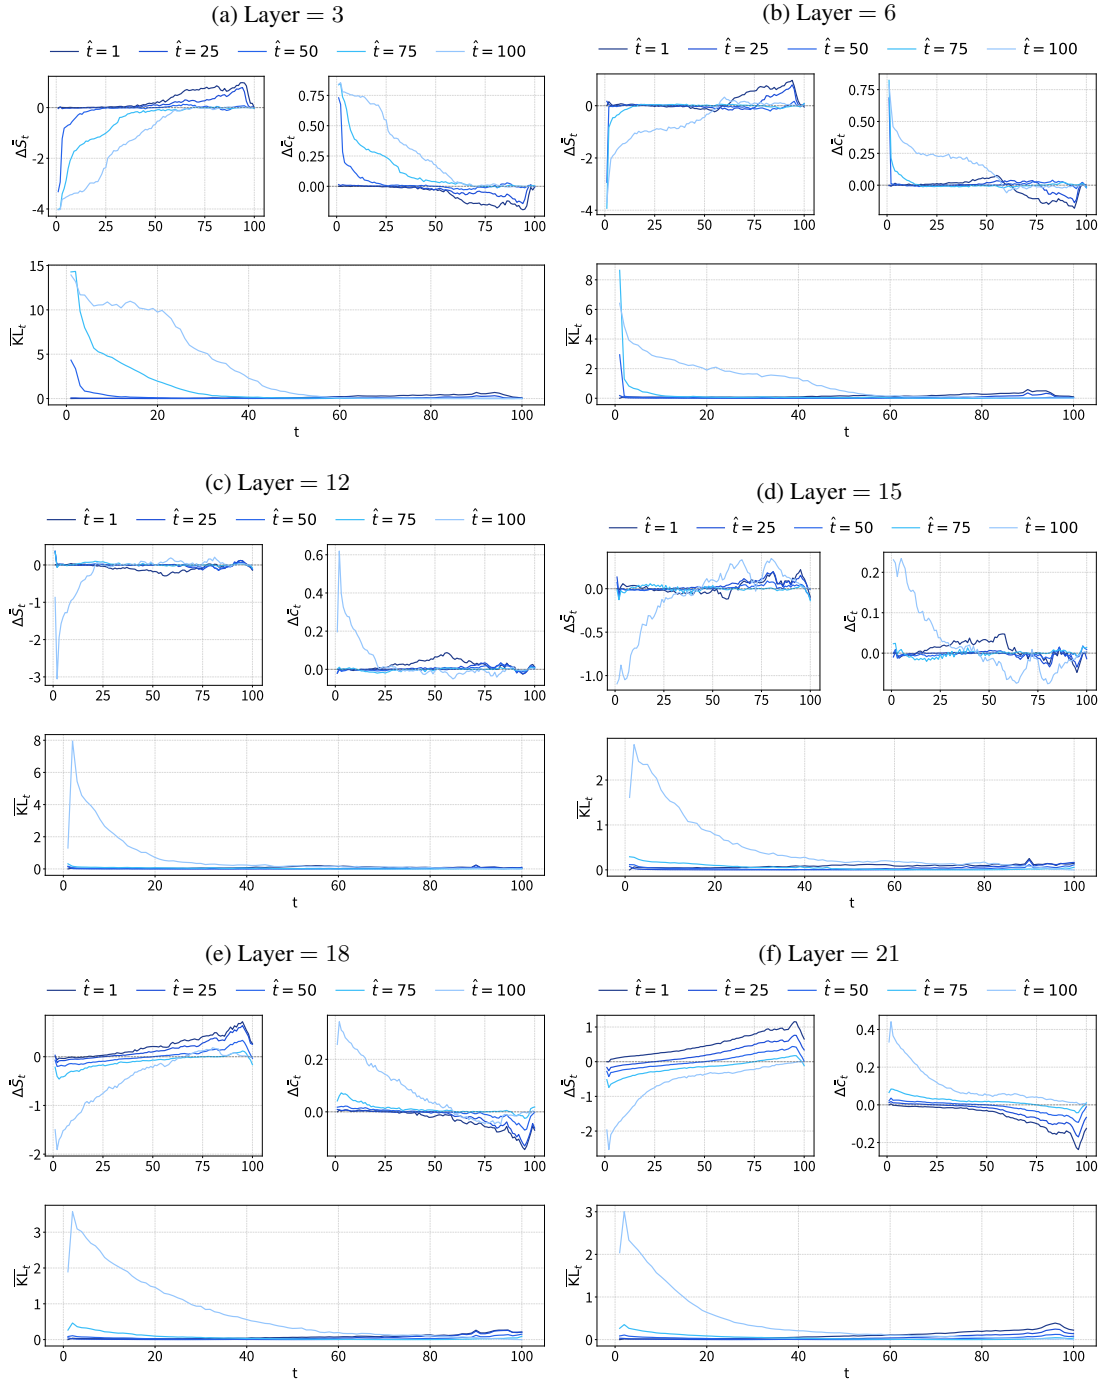 (a) Layer = 3
t̂ = 1 t̂ = 25 t̂ = 50 t̂ = 75 t̂ = 100
ΔS̄ₜ
0
−2
−4
0 25 50 75 100
Δc̄ₜ
0.75
0.50
0.25
0.00
0 25 50 75 100
K̅L̅ₜ
15
10
5
0
0 20 40 60 80 100
t
(b) Layer = 6
t̂ = 1 t̂ = 25 t̂ = 50 t̂ = 75 t̂ = 100
ΔS̄ₜ
0
−2
−4
0 25 50 75 100
Δc̄ₜ
0.75
0.50
0.25
0.00
0 25 50 75 100
K̅L̅ₜ
8
6
4
2
0
0 20 40 60 80 100
t
(c) Layer = 12
t̂ = 1 t̂ = 25 t̂ = 50 t̂ = 75 t̂ = 100
ΔS̄ₜ
0
−1
−2
−3
0 25 50 75 100
Δc̄ₜ
0.6
0.4
0.2
0.0
0 25 50 75 100
K̅L̅ₜ
8
6
4
2
0
0 20 40 60 80 100
t
(d) Layer = 15
t̂ = 1 t̂ = 25 t̂ = 50 t̂ = 75 t̂ = 100
ΔS̄ₜ
0.0
−0.5
−1.0
0 25 50 75 100
Δc̄ₜ
0.2
0.1
0.0
0 25 50 75 100
K̅L̅ₜ
2
1
0
0 20 40 60 80 100
t
(e) Layer = 18
t̂ = 1 t̂ = 25 t̂ = 50 t̂ = 75 t̂ = 100
ΔS̄ₜ
0
−1
−2
0 25 50 75 100
Δc̄ₜ
0.2
0.0
0 25 50 75 100
K̅L̅ₜ
3
2
1
0
0 20 40 60 80 100
t
(f) Layer = 21
t̂ = 1 t̂ = 25 t̂ = 50 t̂ = 75 t̂ = 100
ΔS̄ₜ
1
0
−1
−2
0 25 50 75 100
Δc̄ₜ
0.4
0.2
0.0
−0.2
0 25 50 75 100
K̅L̅ₜ
3
2
1
0
0 20 40 60 80 100
t